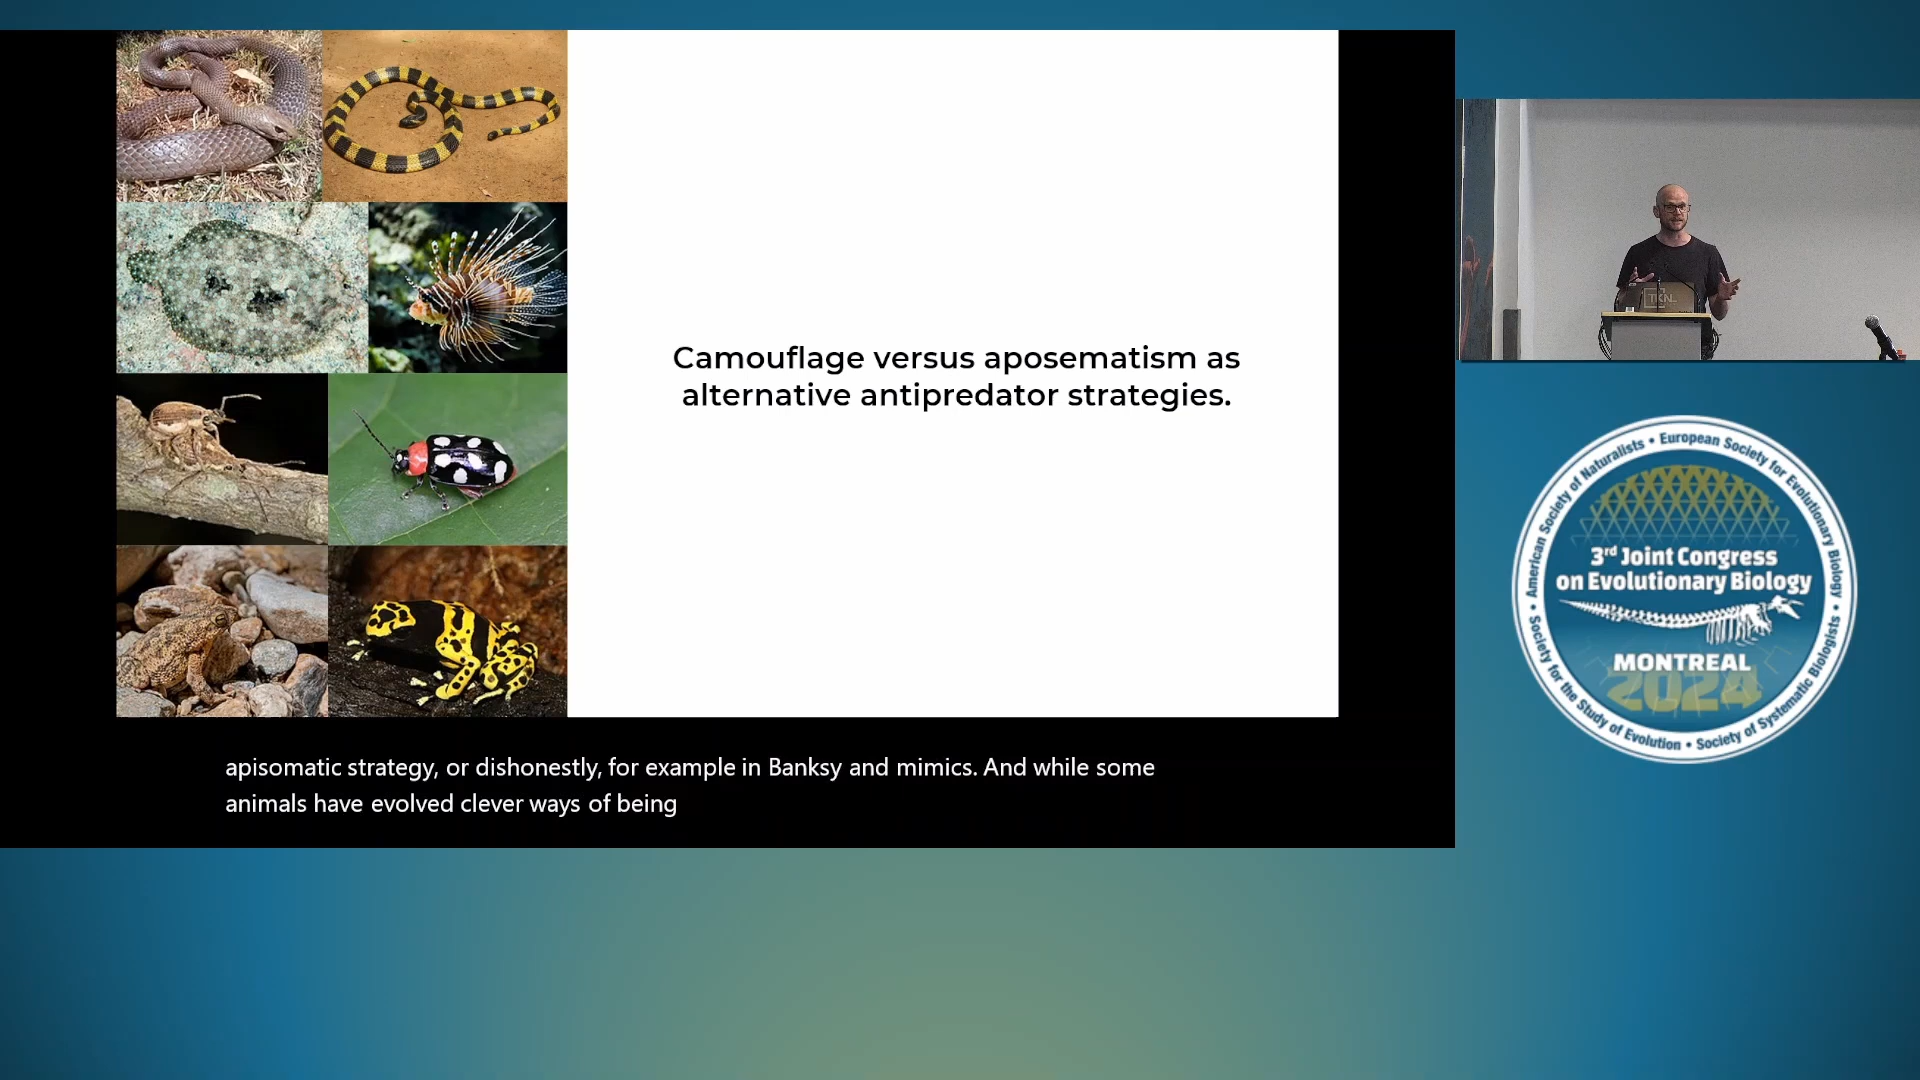 Camouflage versus aposematism as
alternative antipredator strategies.
apisomatic strategy, or dishonestly, for example in Banksy and mimics. And while some
animals have evolved clever ways of being
American Society of Naturalists • European Society for Evolutionary Biology •
Society for the Study of Evolution • Society of Systematic Biologists •
3rd Joint Congress
on Evolutionary Biology
MONTREAL
2024